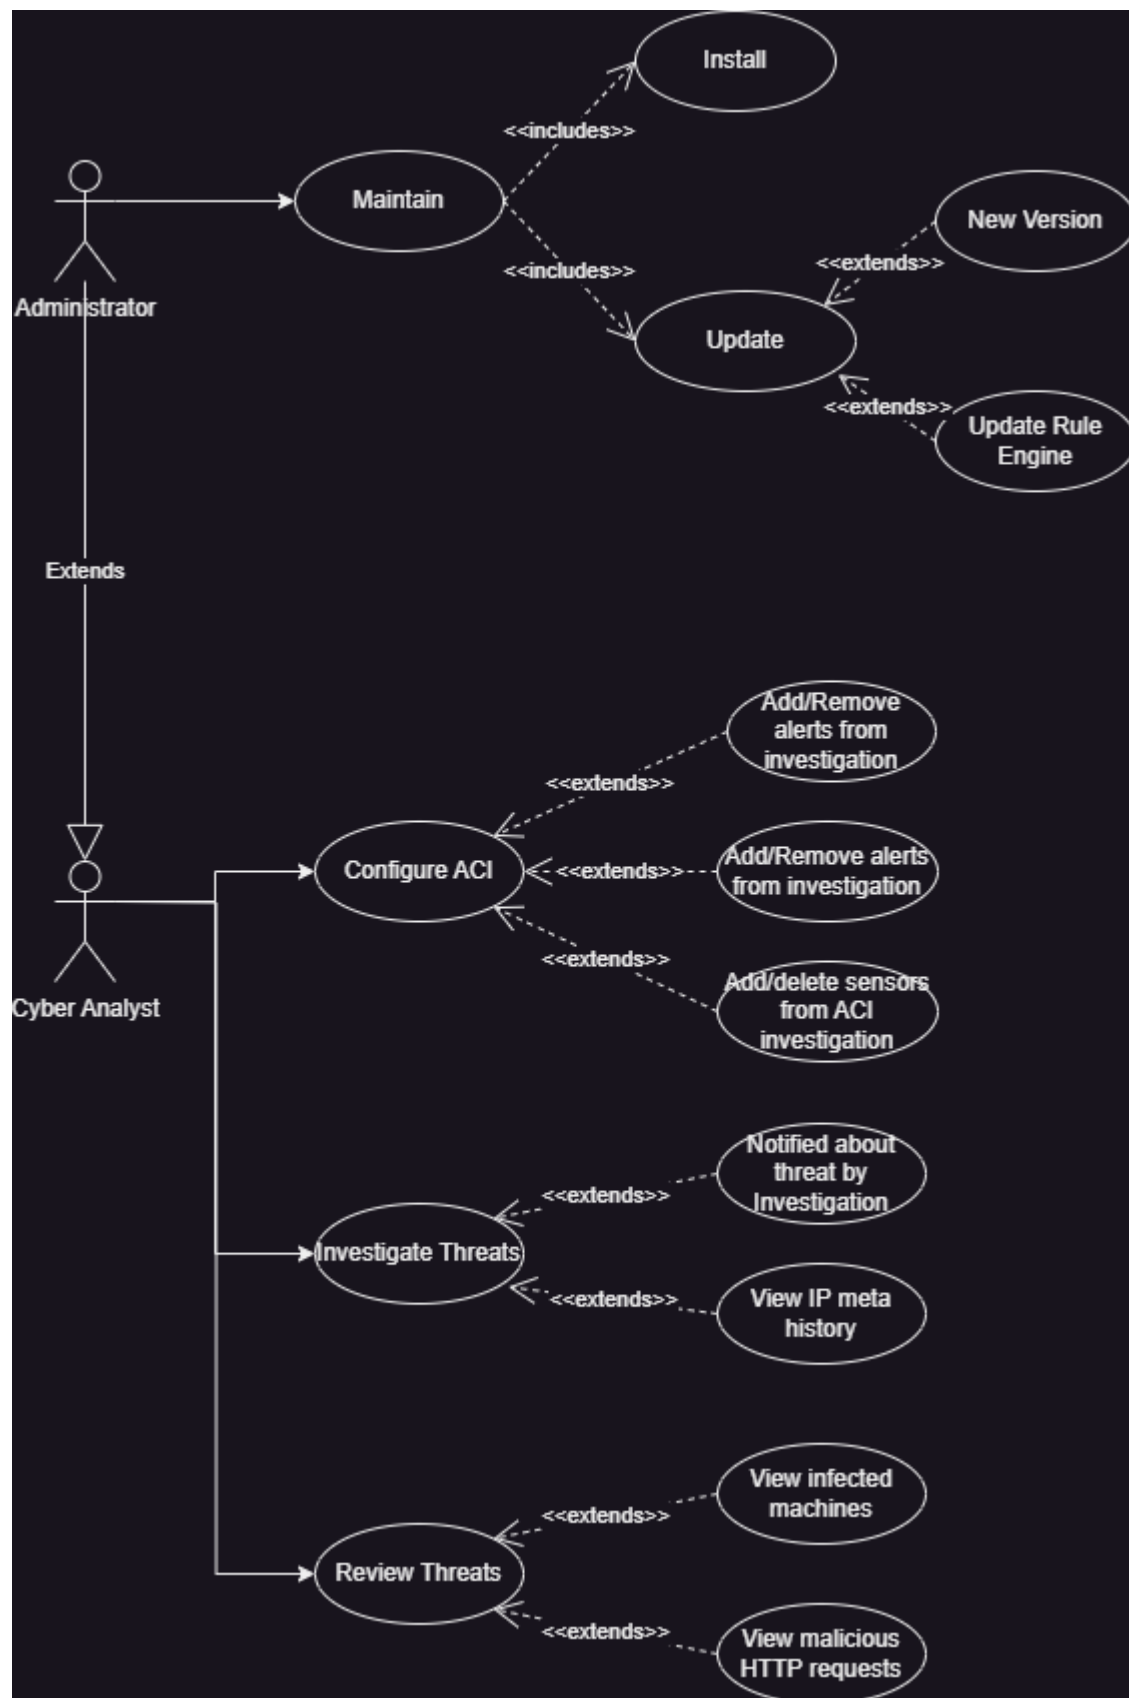 Install
<<includes>>
Maintain
New Version
<<extends>>
<<includes>>
Administrator
Update
<<extends>>
Update Rule
Engine
Extends
Add/Remove
alerts from
investigation
<<extends>>
Configure ACI
<<extends>>
Add/Remove alerts
from investigation
<<extends>>
Add/delete sensors
from ACI
investigation
Cyber Analyst
Notified about
threat by
Investigation
<<extends>>
Investigate Threats
<<extends>>
View IP meta
history
View infected
machines
<<extends>>
Review Threats
<<extends>>
View malicious
HTTP requests